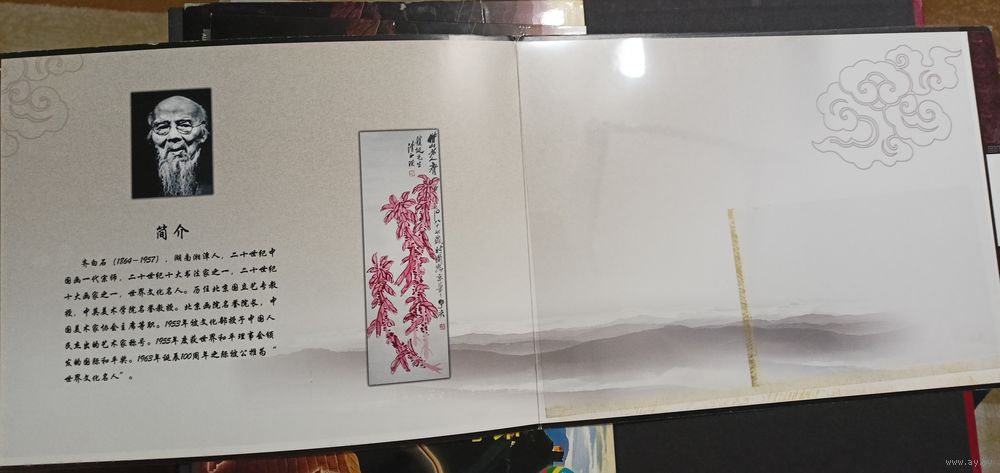 简介
齐白石（1864—1957），湖南湘潭人，二十世纪中
国画一代宗师，二十世纪十大书法家之一，二十世纪
十大画家之一，世界文化名人。历任北京国立艺专教
授，中央美术学院名誉教授。北京画院名誉院长，中
国美术家协会主席等职。1953年被文化部授于中国人
民杰出的艺术家称号。1955年度获世界和平理事会颁
发的国际和平奖。1963年诞辰100周年之际被公推为“
世界文化名人”。
www.ay.by